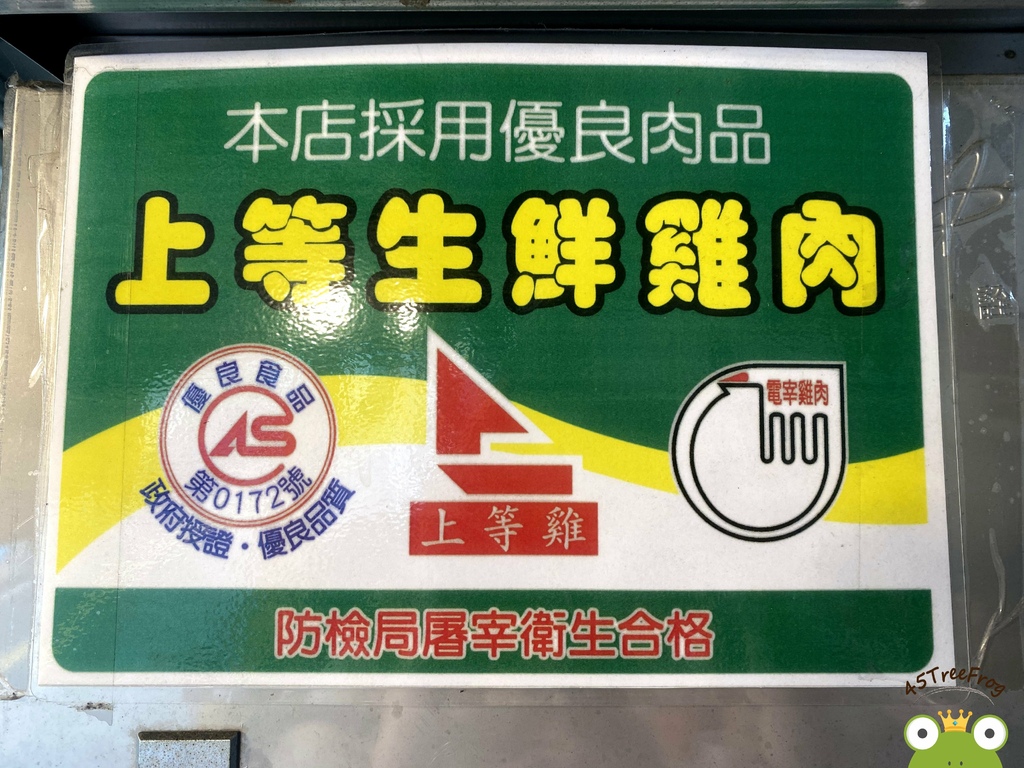 本店採用優良肉品
上等生鮮雞肉
優良食品
CAS
第0172號
政府授證・優良品質
上等雞
電宰雞肉
防檢局屠宰衛生合格
45TreeFrog